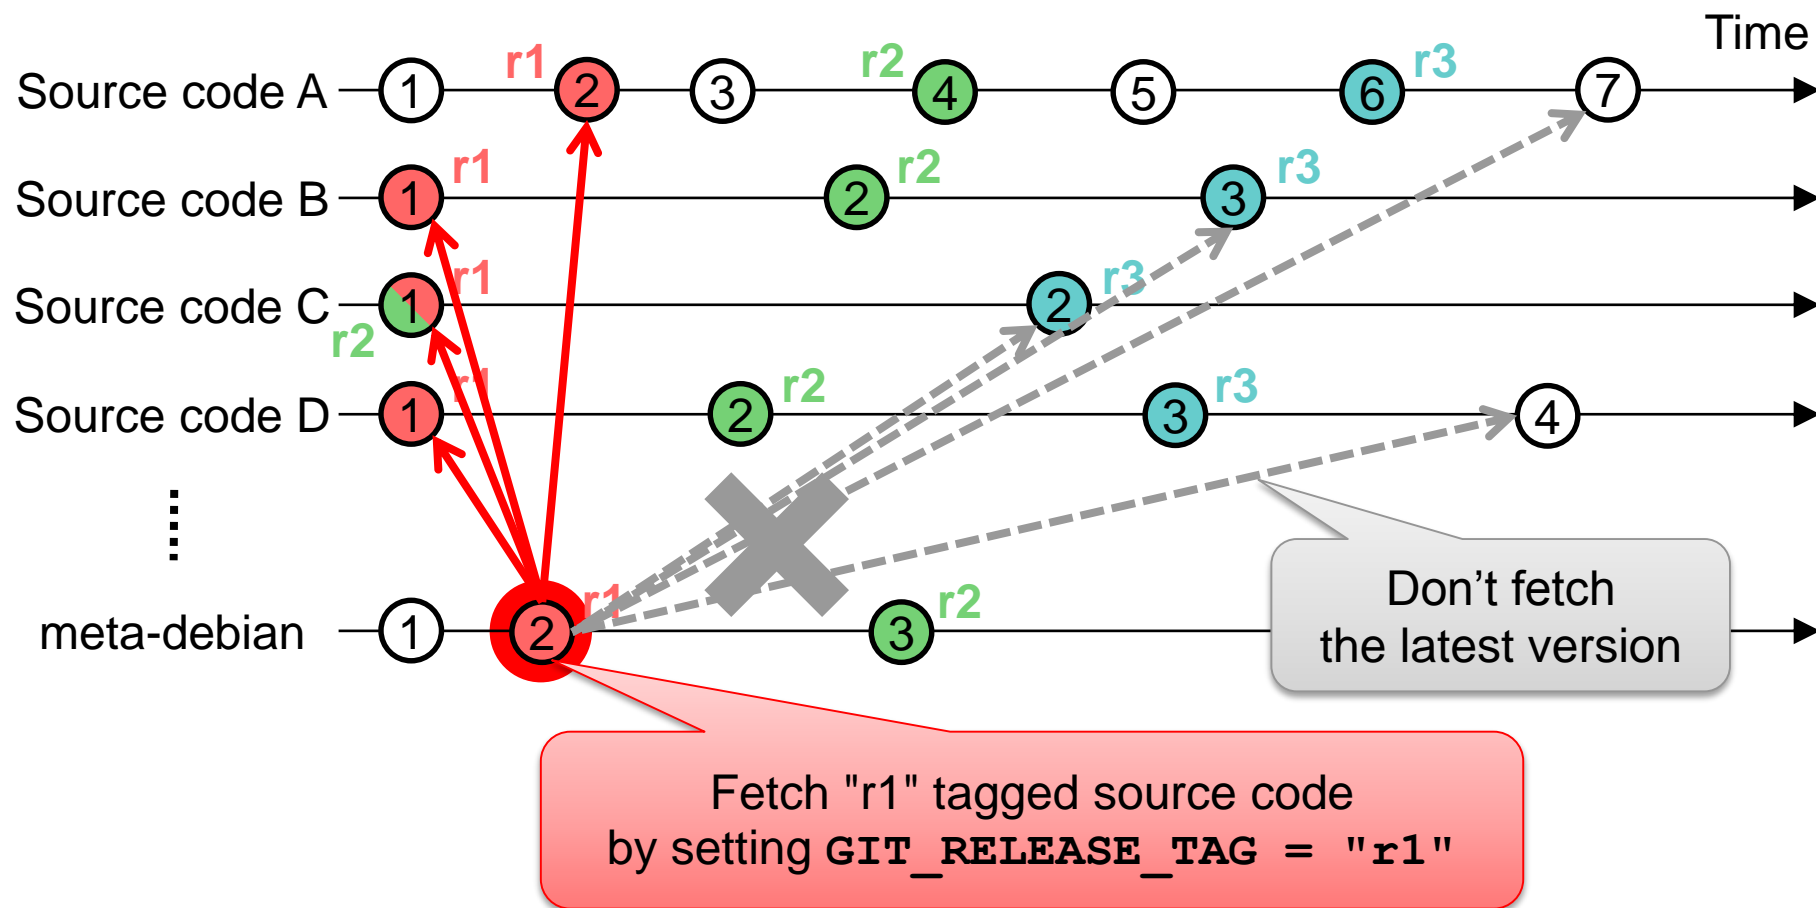 Time
r1 r2 r3
Source code A 1 2 3 4 5 6 7
r1 r2 r3
Source code B 1 2 3
r1 r3
Source code C 1 2
r2
r1 r2 r3
Source code D 1 2 3 4
Don’t fetch
the latest version
r1 r2
meta-debian 1 2 3
Fetch "r1" tagged source code
by setting GIT_RELEASE_TAG = "r1"